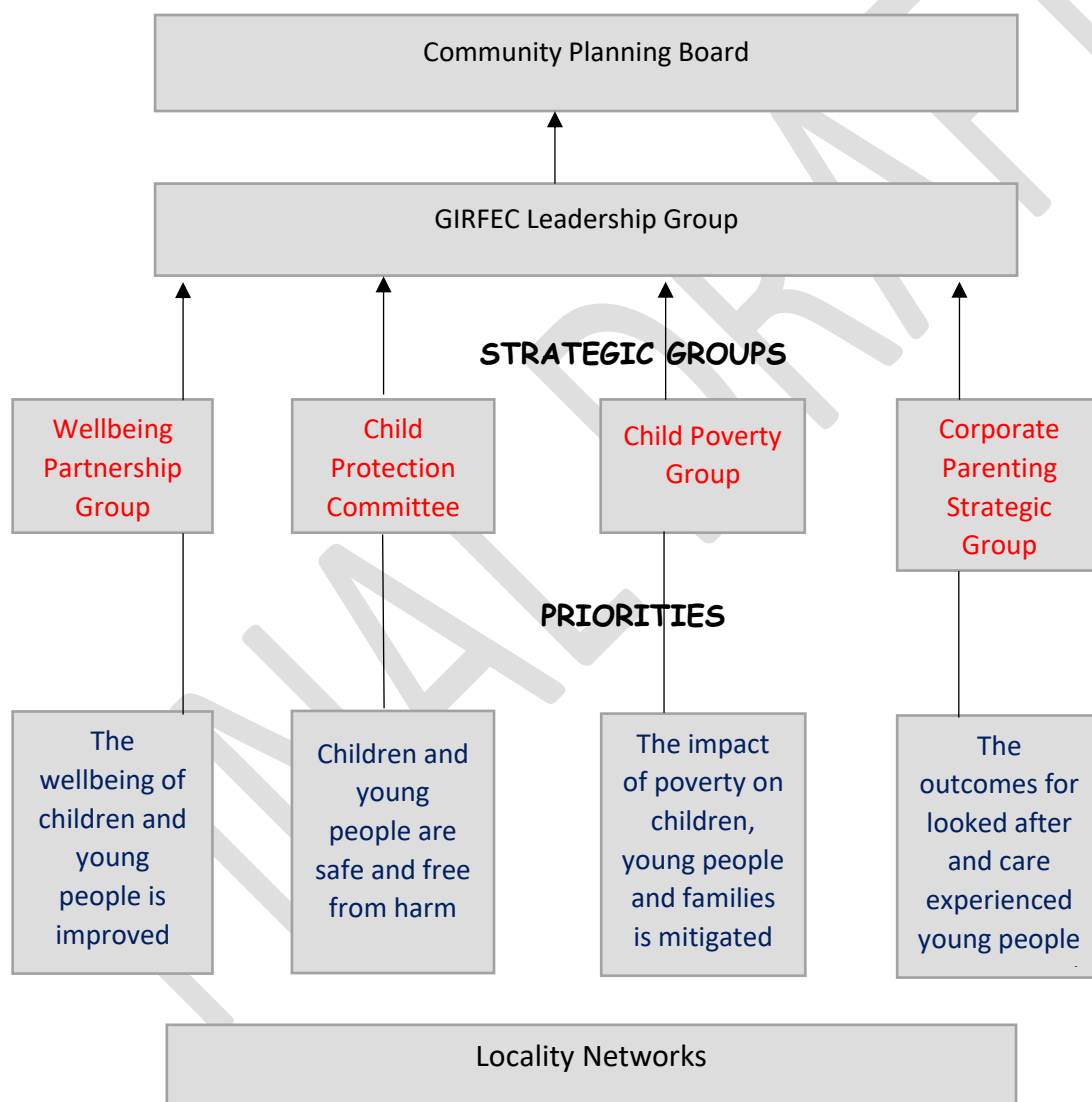 Community Planning Board
GIRFEC Leadership Group
STRATEGIC GROUPS
Wellbeing
Partnership
Group
Child
Protection
Committee
Child Poverty
Group
Corporate
Parenting
Strategic
Group
PRIORITIES
The
wellbeing of
children and
young
people is
improved
Children and
young
people are
safe and free
from harm
The impact
of poverty on
children,
young people
and families
is mitigated
The
outcomes for
looked after
and care
experienced
young people
Locality Networks